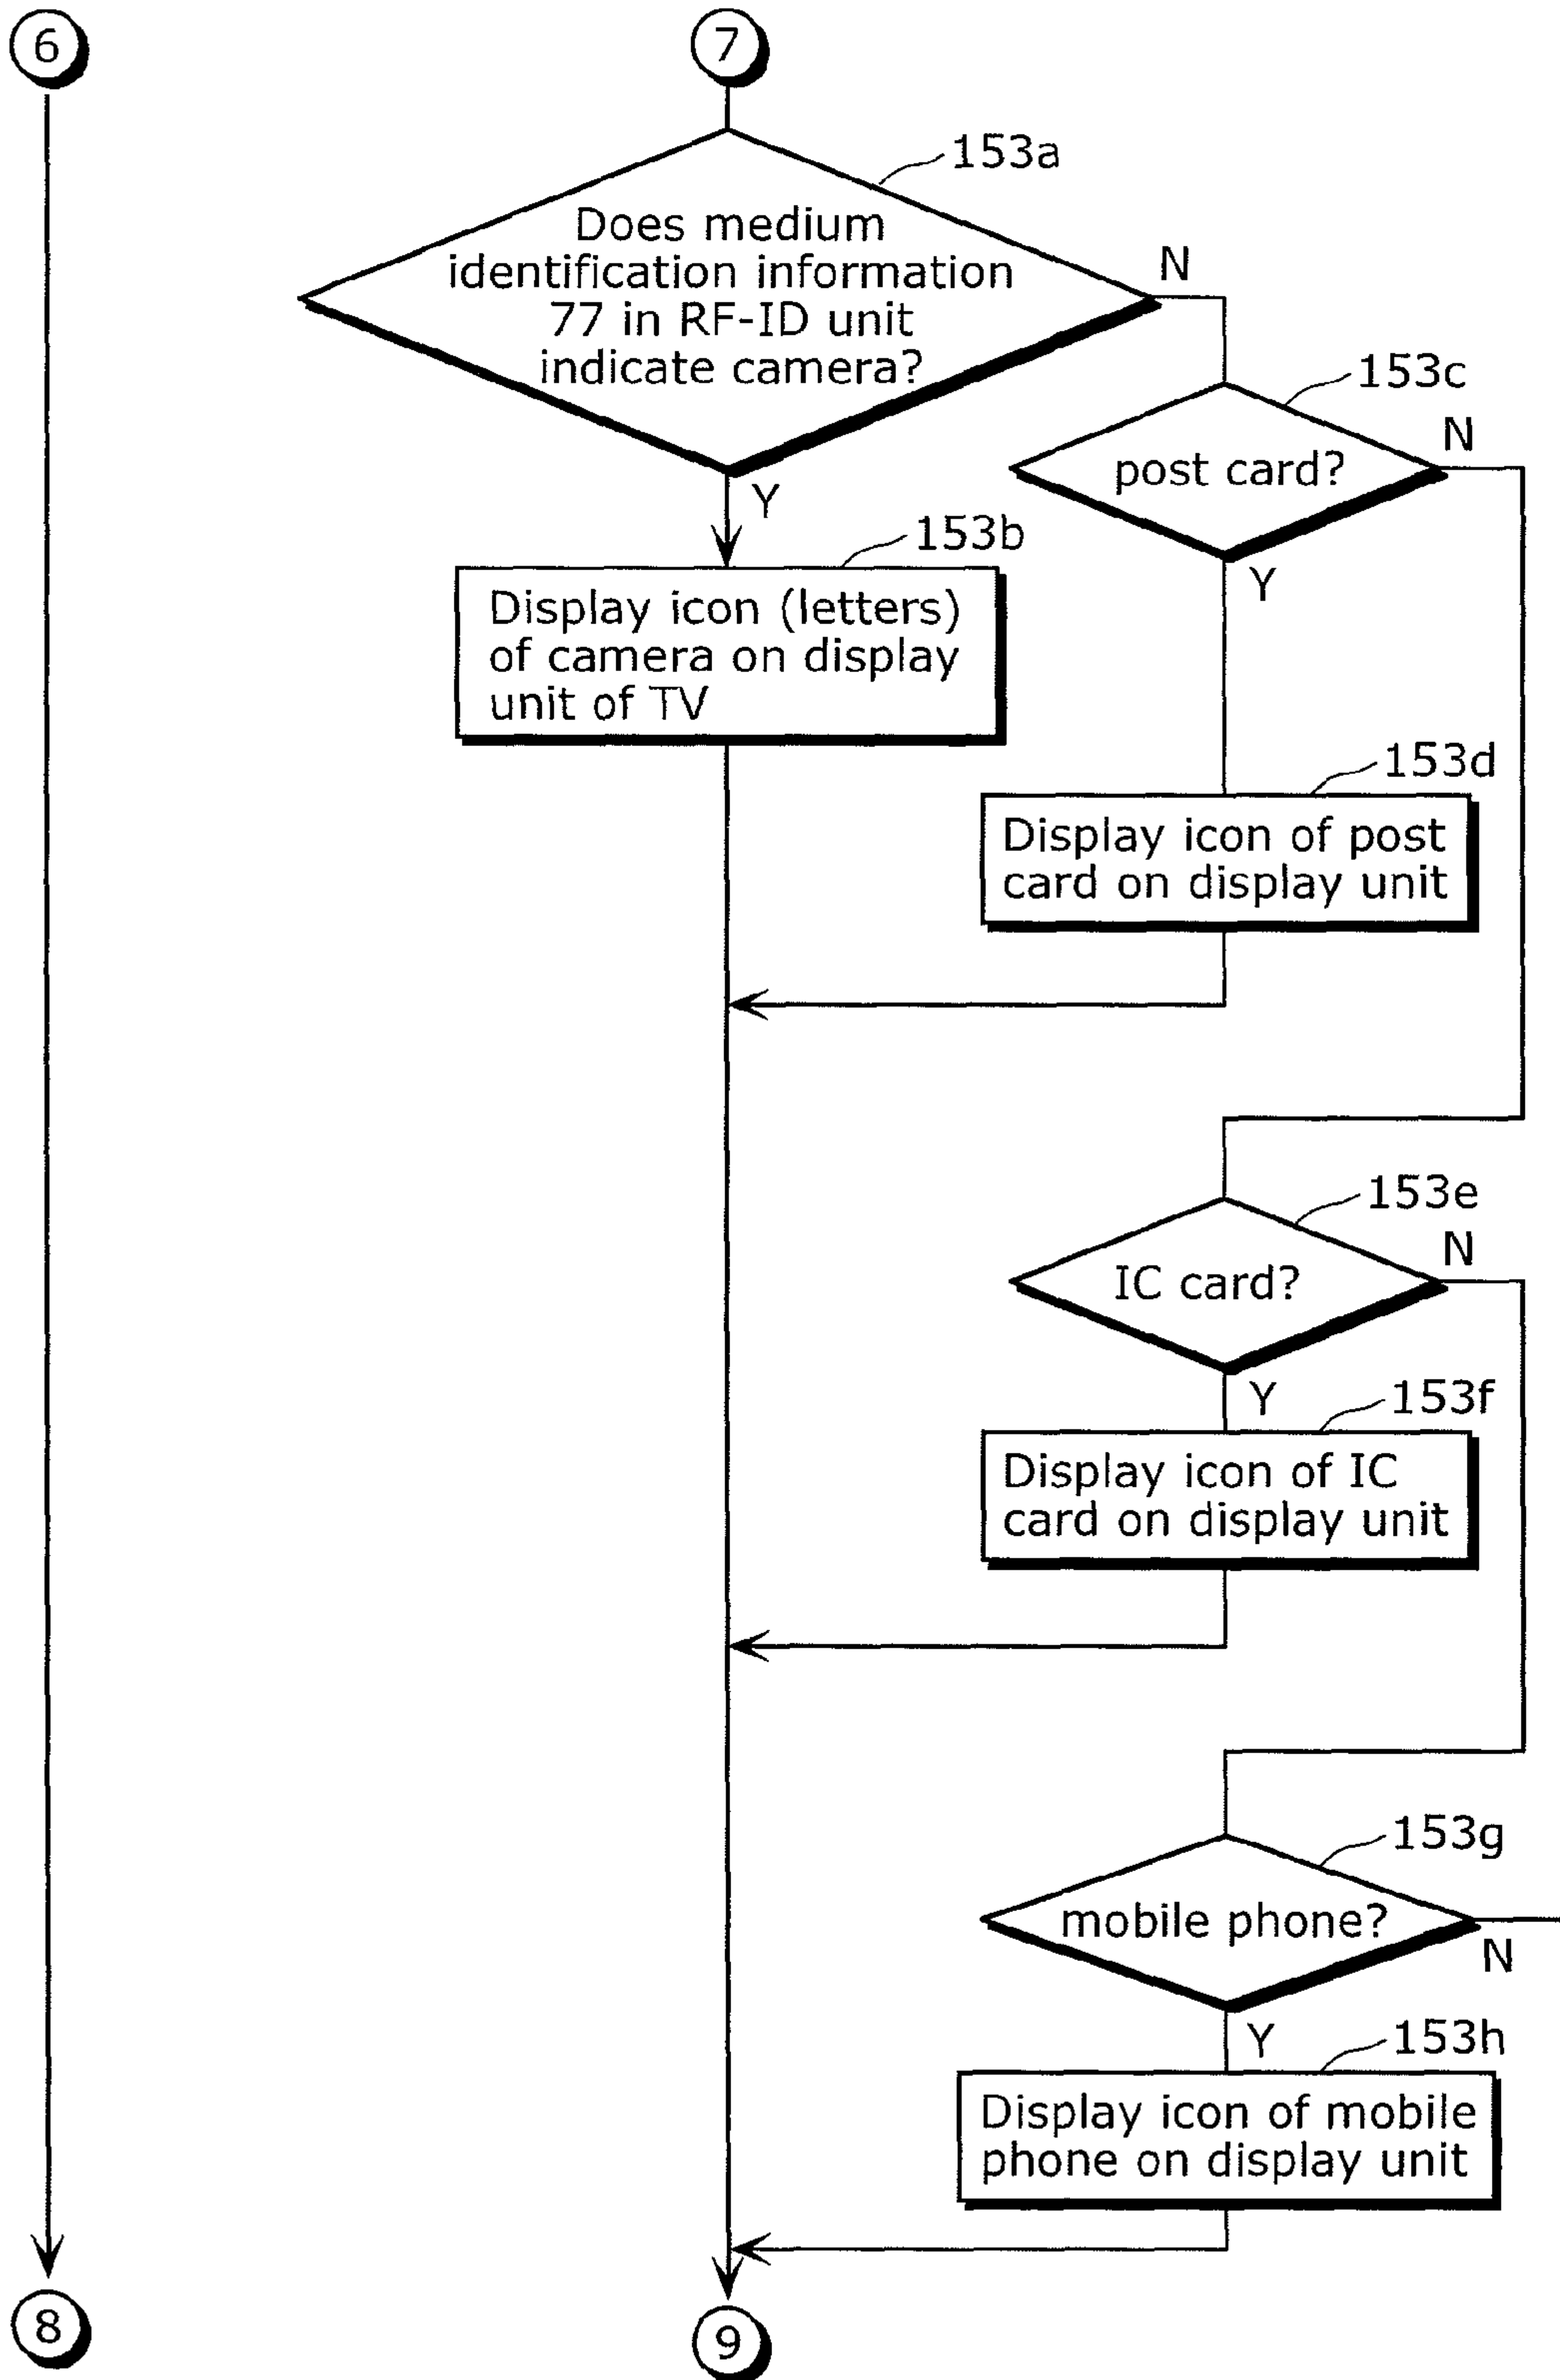 6
7
153a
Does medium
identification information
77 in RF-ID unit
indicate camera?
N
Y
153c
post card?
N
Y
153b
Display icon (letters)
of camera on display
unit of TV
153d
Display icon of post
card on display unit
153e
IC card?
N
Y
153f
Display icon of IC
card on display unit
153g
mobile phone?
N
Y
153h
Display icon of mobile
phone on display unit
8
9